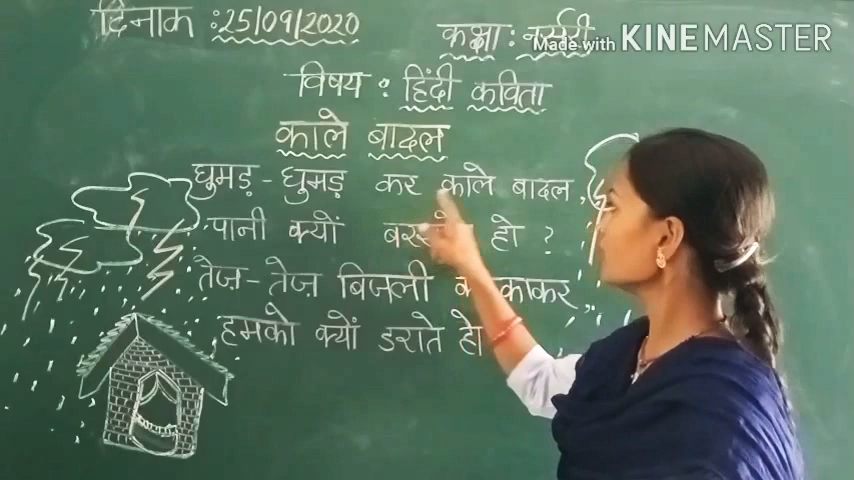 दिनाक : 25/09/2020
कक्षा : नर्सरी
Made with KINEMASTER
विषय : हिंदी कविता
काले बादल
घुमड़ - घुमड़ कर काले बादल,
पानी क्यों हो ?
तेज़ - तेज़ बिजली
हमको क्यों डराते हो